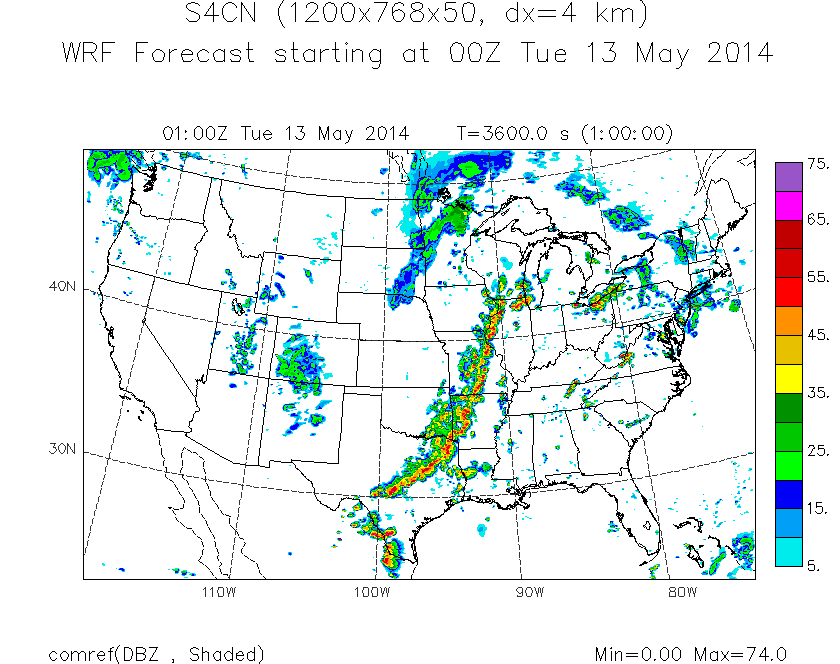 S4CN (1200x768x50, dx=4 km)
WRF Forecast starting at 00Z Tue 13 May 2014
01:00Z Tue 13 May 2014 T=3600.0 s (1:00:00)
75.
65.
55.
45.
35.
25.
15.
5.
40N
30N
110W 100W 90W 80W
comref(DBZ , Shaded) Min=0.00 Max=74.0